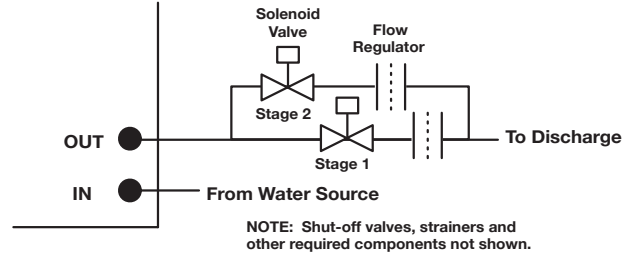 Solenoid
Valve
Flow
Regulator
Stage 2
OUT
To Discharge
Stage 1
IN
From Water Source
NOTE: Shut-off valves, strainers and
other required components not shown.